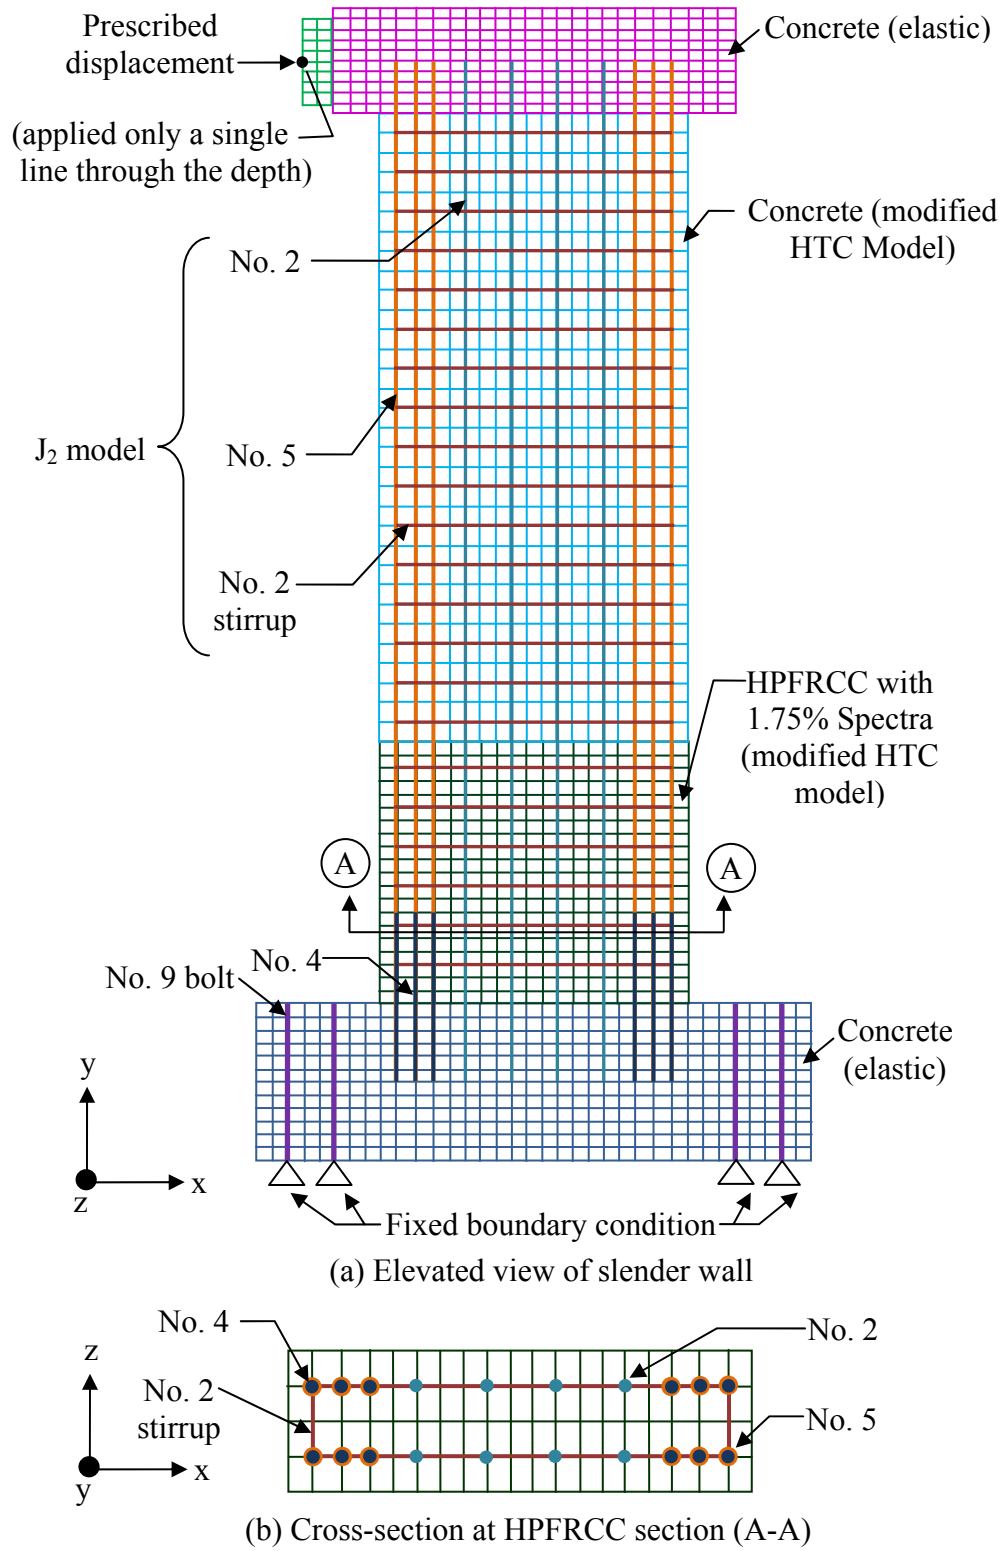 Prescribed
displacement
Concrete (elastic)
(applied only a single
line through the depth)
Concrete (modified
HTC Model)
No. 2
J₂ model
No. 5
No. 2
stirrup
HPFRCC with
1.75% Spectra
(modified HTC
model)
A
A
No. 4
No. 9 bolt
Concrete
(elastic)
y
x
z
Fixed boundary condition
(a) Elevated view of slender wall
No. 4
No. 2
z
No. 2
stirrup
No. 5
x
y
(b) Cross-section at HPFRCC section (A-A)